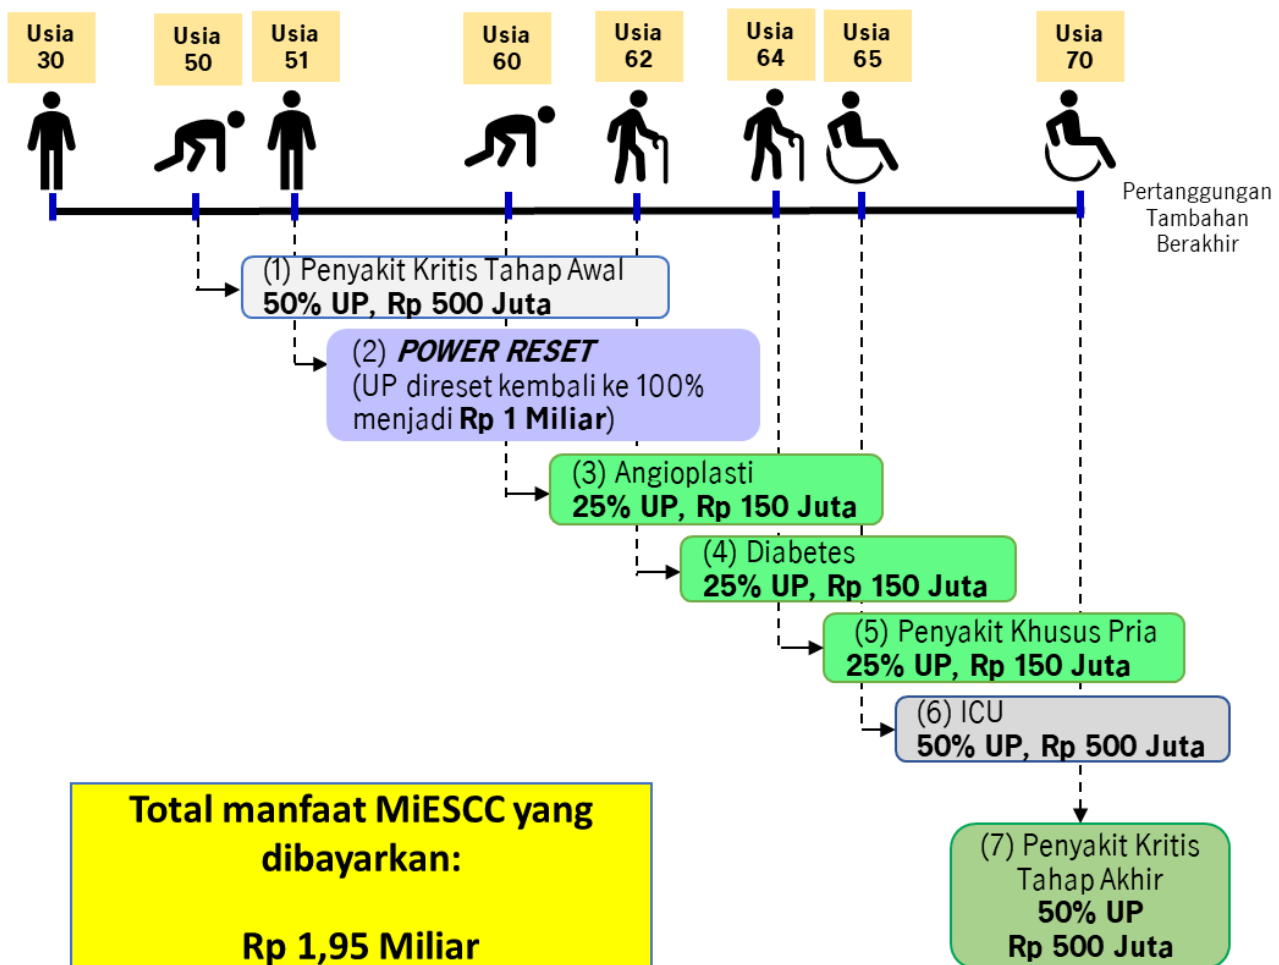 Usia
30
Usia
50
Usia
51
Usia
60
Usia
62
Usia
64
Usia
65
Usia
70
Pertanggungan
Tambahan
Berakhir
(1) Penyakit Kritis Tahap Awal
50% UP, Rp 500 Juta
(2) POWER RESET
(UP direset kembali ke 100%
menjadi Rp 1 Miliar)
(3) Angioplasti
25% UP, Rp 150 Juta
(4) Diabetes
25% UP, Rp 150 Juta
(5) Penyakit Khusus Pria
25% UP, Rp 150 Juta
(6) ICU
50% UP, Rp 500 Juta
(7) Penyakit Kritis
Tahap Akhir
50% UP
Rp 500 Juta
Total manfaat MiESCC yang
dibayarkan:
Rp 1,95 Miliar